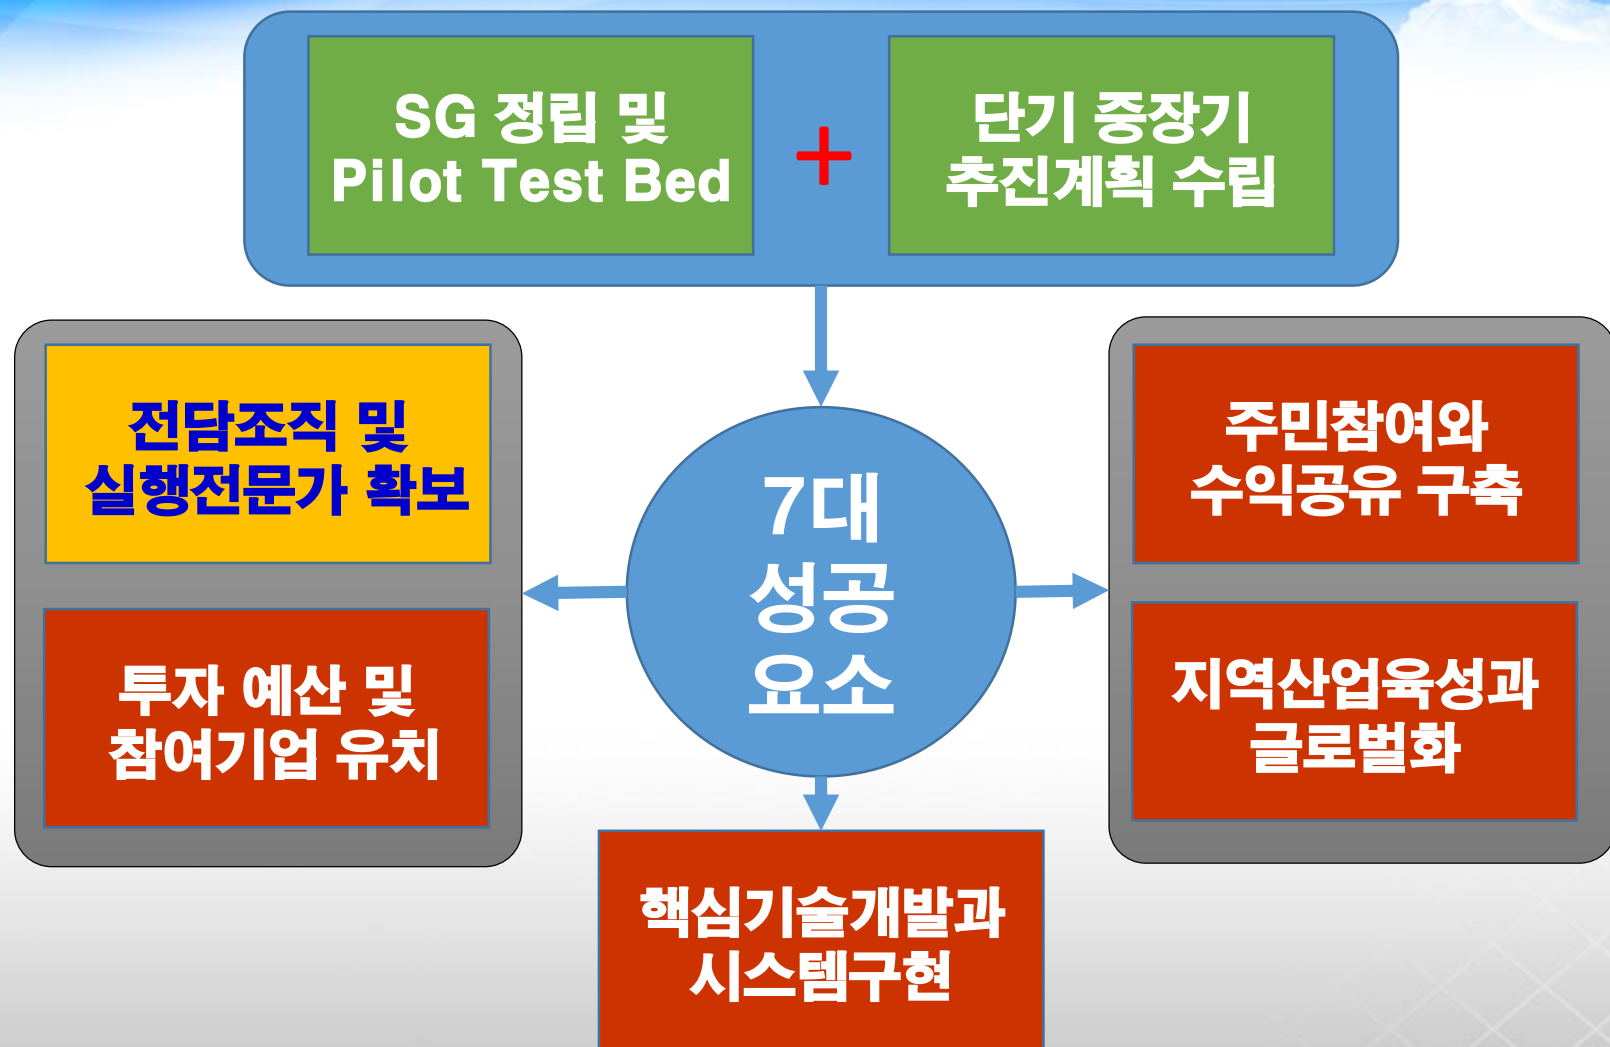 SG 정립 및
Pilot Test Bed
+
단기 중장기
추진계획 수립
전담조직 및
실행전문가 확보
투자 예산 및
참여기업 유치
7대
성공
요소
주민참여와
수익공유 구축
지역산업육성과
글로벌화
핵심기술개발과
시스템구현